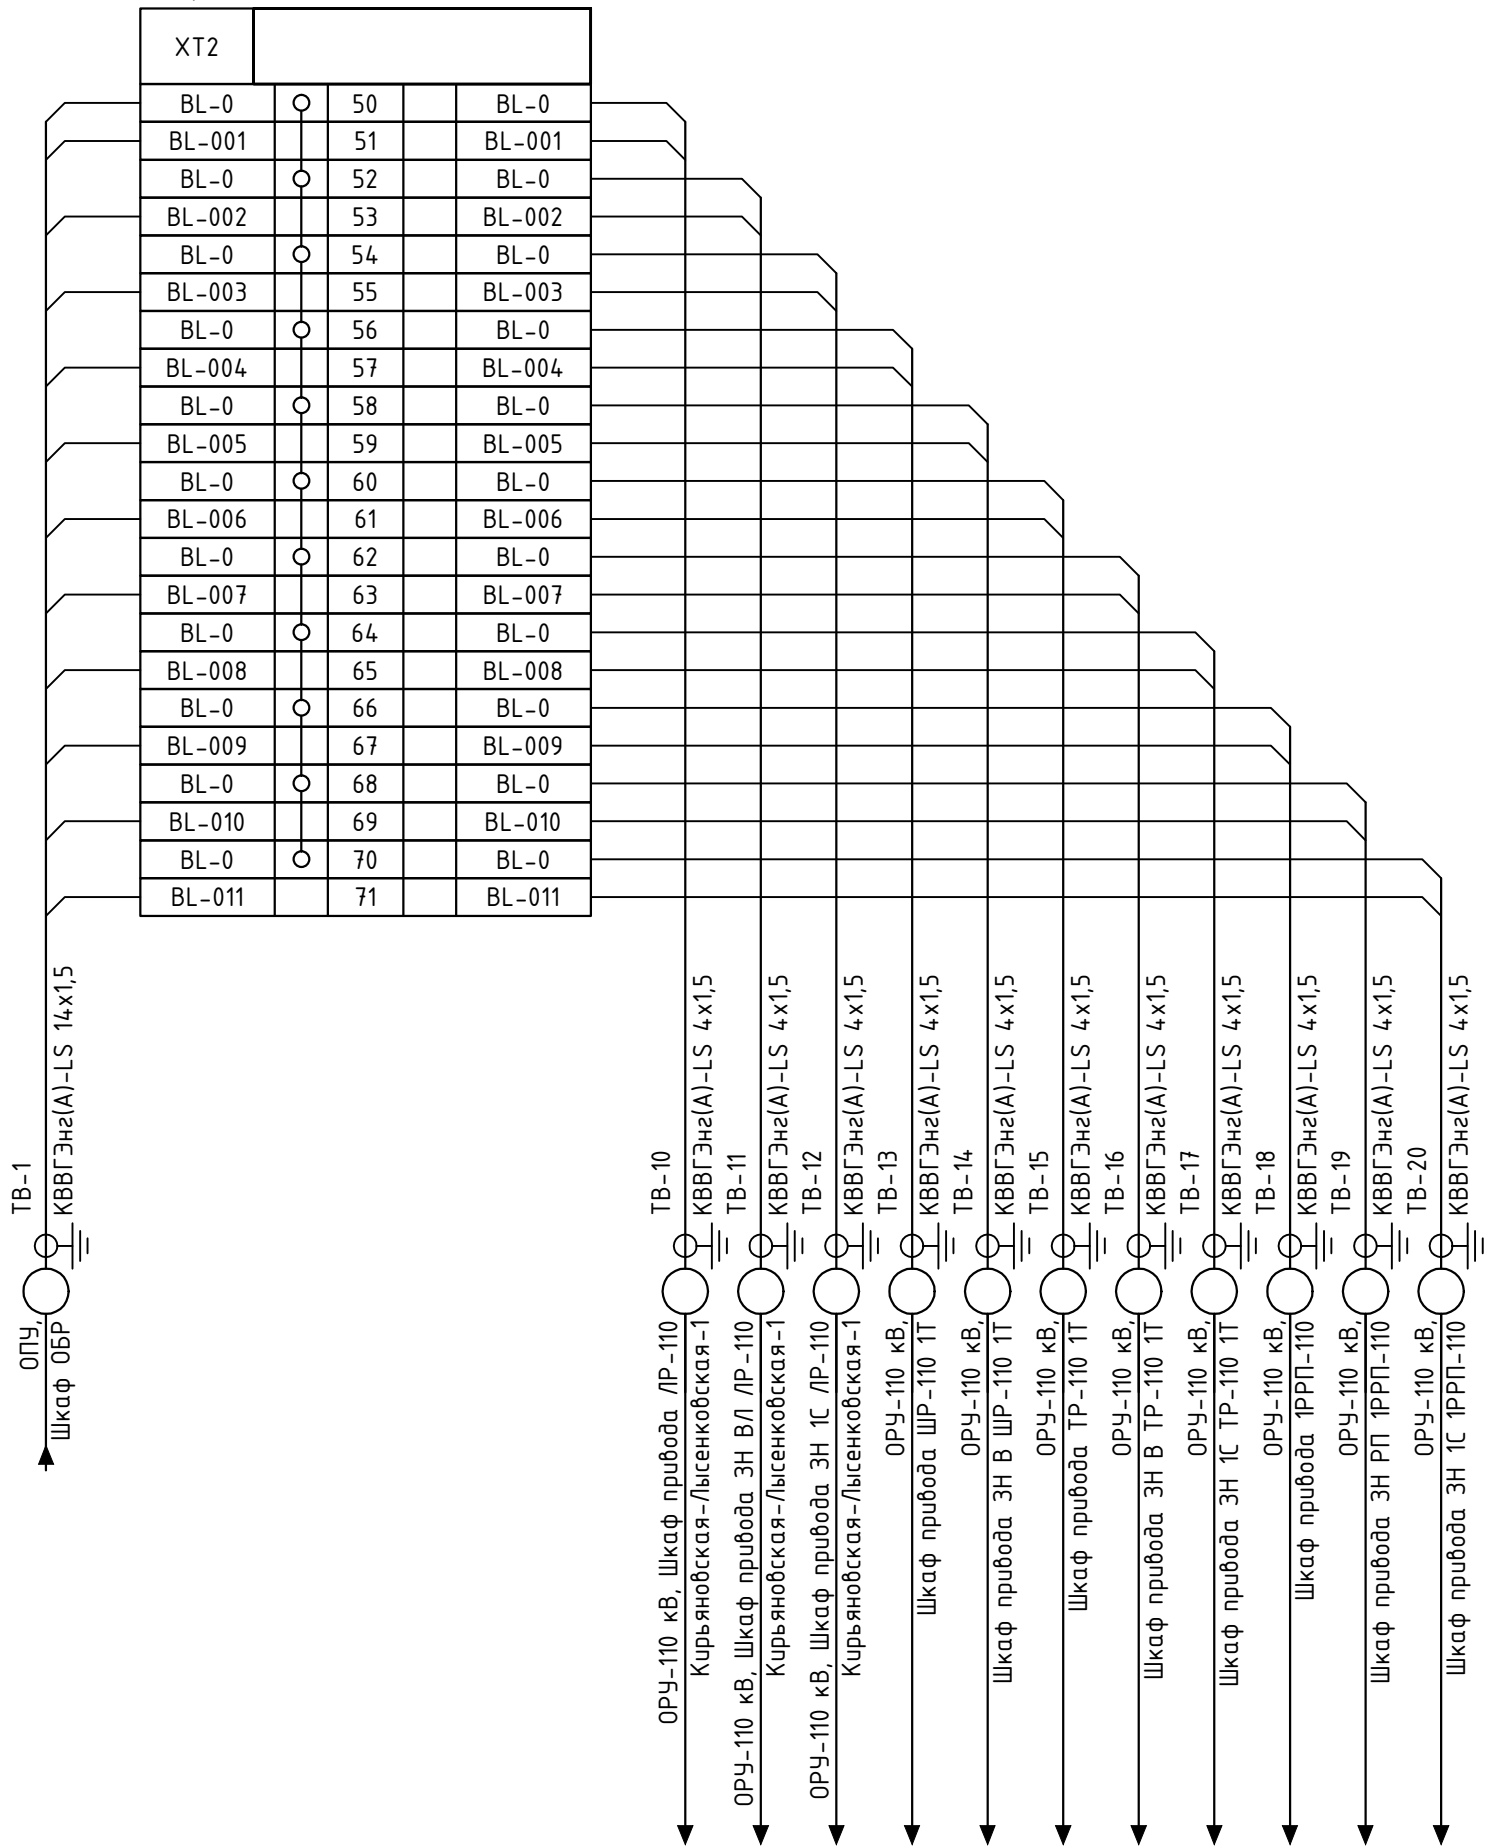 XT2
BL-0 50 BL-0
BL-001 51 BL-001
BL-0 52 BL-0
BL-002 53 BL-002
BL-0 54 BL-0
BL-003 55 BL-003
BL-0 56 BL-0
BL-004 57 BL-004
BL-0 58 BL-0
BL-005 59 BL-005
BL-0 60 BL-0
BL-006 61 BL-006
BL-0 62 BL-0
BL-007 63 BL-007
BL-0 64 BL-0
BL-008 65 BL-008
BL-0 66 BL-0
BL-009 67 BL-009
BL-0 68 BL-0
BL-010 69 BL-010
BL-0 70 BL-0
BL-011 71 BL-011
ТВ-1
КВВГЭнг(А)-LS 14х1,5
ОПУ,
Шкаф ОБР
ТВ-10
КВВГЭнг(А)-LS 4х1,5
ОРУ-110 кВ, Шкаф привода ЛР-110
Кирьяновская-Лысенковская-1
ТВ-11
КВВГЭнг(А)-LS 4х1,5
ОРУ-110 кВ, Шкаф привода ЗН ВЛ ЛР-110
Кирьяновская-Лысенковская-1
ТВ-12
КВВГЭнг(А)-LS 4х1,5
ОРУ-110 кВ, Шкаф привода ЗН 1С ЛР-110
Кирьяновская-Лысенковская-1
ТВ-13
КВВГЭнг(А)-LS 4х1,5
ОРУ-110 кВ,
Шкаф привода ШР-110 1Т
ТВ-14
КВВГЭнг(А)-LS 4х1,5
ОРУ-110 кВ,
Шкаф привода ЗН В ШР-110 1Т
ТВ-15
КВВГЭнг(А)-LS 4х1,5
ОРУ-110 кВ,
Шкаф привода ТР-110 1Т
ТВ-16
КВВГЭнг(А)-LS 4х1,5
ОРУ-110 кВ,
Шкаф привода ЗН В ТР-110 1Т
ТВ-17
КВВГЭнг(А)-LS 4х1,5
ОРУ-110 кВ,
Шкаф привода ЗН 1С ТР-110 1Т
ТВ-18
КВВГЭнг(А)-LS 4х1,5
ОРУ-110 кВ,
Шкаф привода 1РРП-110
ТВ-19
КВВГЭнг(А)-LS 4х1,5
ОРУ-110 кВ,
Шкаф привода ЗН РП 1РРП-110
ТВ-20
КВВГЭнг(А)-LS 4х1,5
ОРУ-110 кВ,
Шкаф привода ЗН 1С 1РРП-110